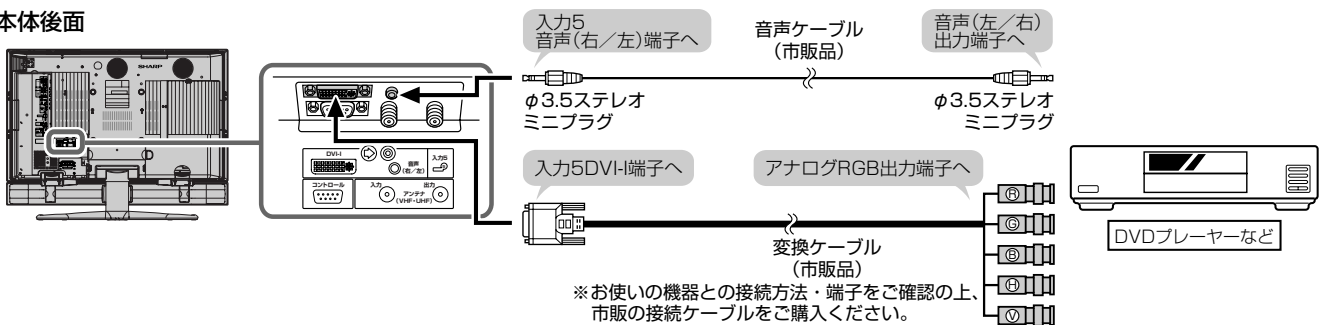 本体後面
SHARP
入力5
音声(右／左)端子へ
音声ケーブル
（市販品）
音声(左／右)
出力端子へ
φ3.5ステレオ
ミニプラグ
φ3.5ステレオ
ミニプラグ
DVI-I
音声
(右／左)
入力5
コントロール
入力
出力
アンテナ
(VHF・UHF)
入力5DVI-I端子へ
アナログRGB出力端子へ
R
G
B
H
V
変換ケーブル
（市販品）
※お使いの機器との接続方法・端子をご確認の上、
市販の接続ケーブルをご購入ください。
DVDプレーヤーなど